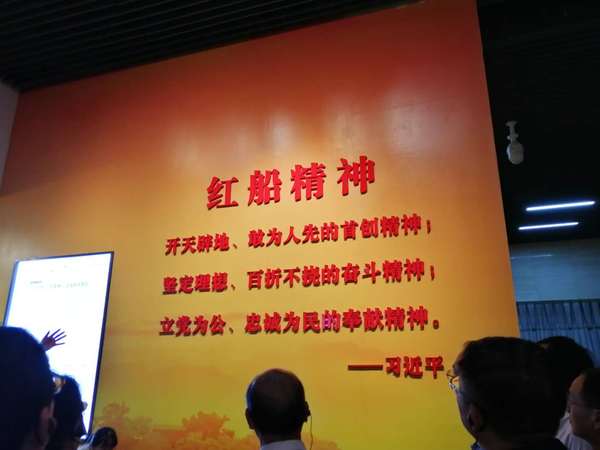 红船精神
开天辟地、敢为人先的首创精神；
坚定理想、百折不挠的奋斗精神；
立党为公、忠诚为民的奉献精神。
——习近平